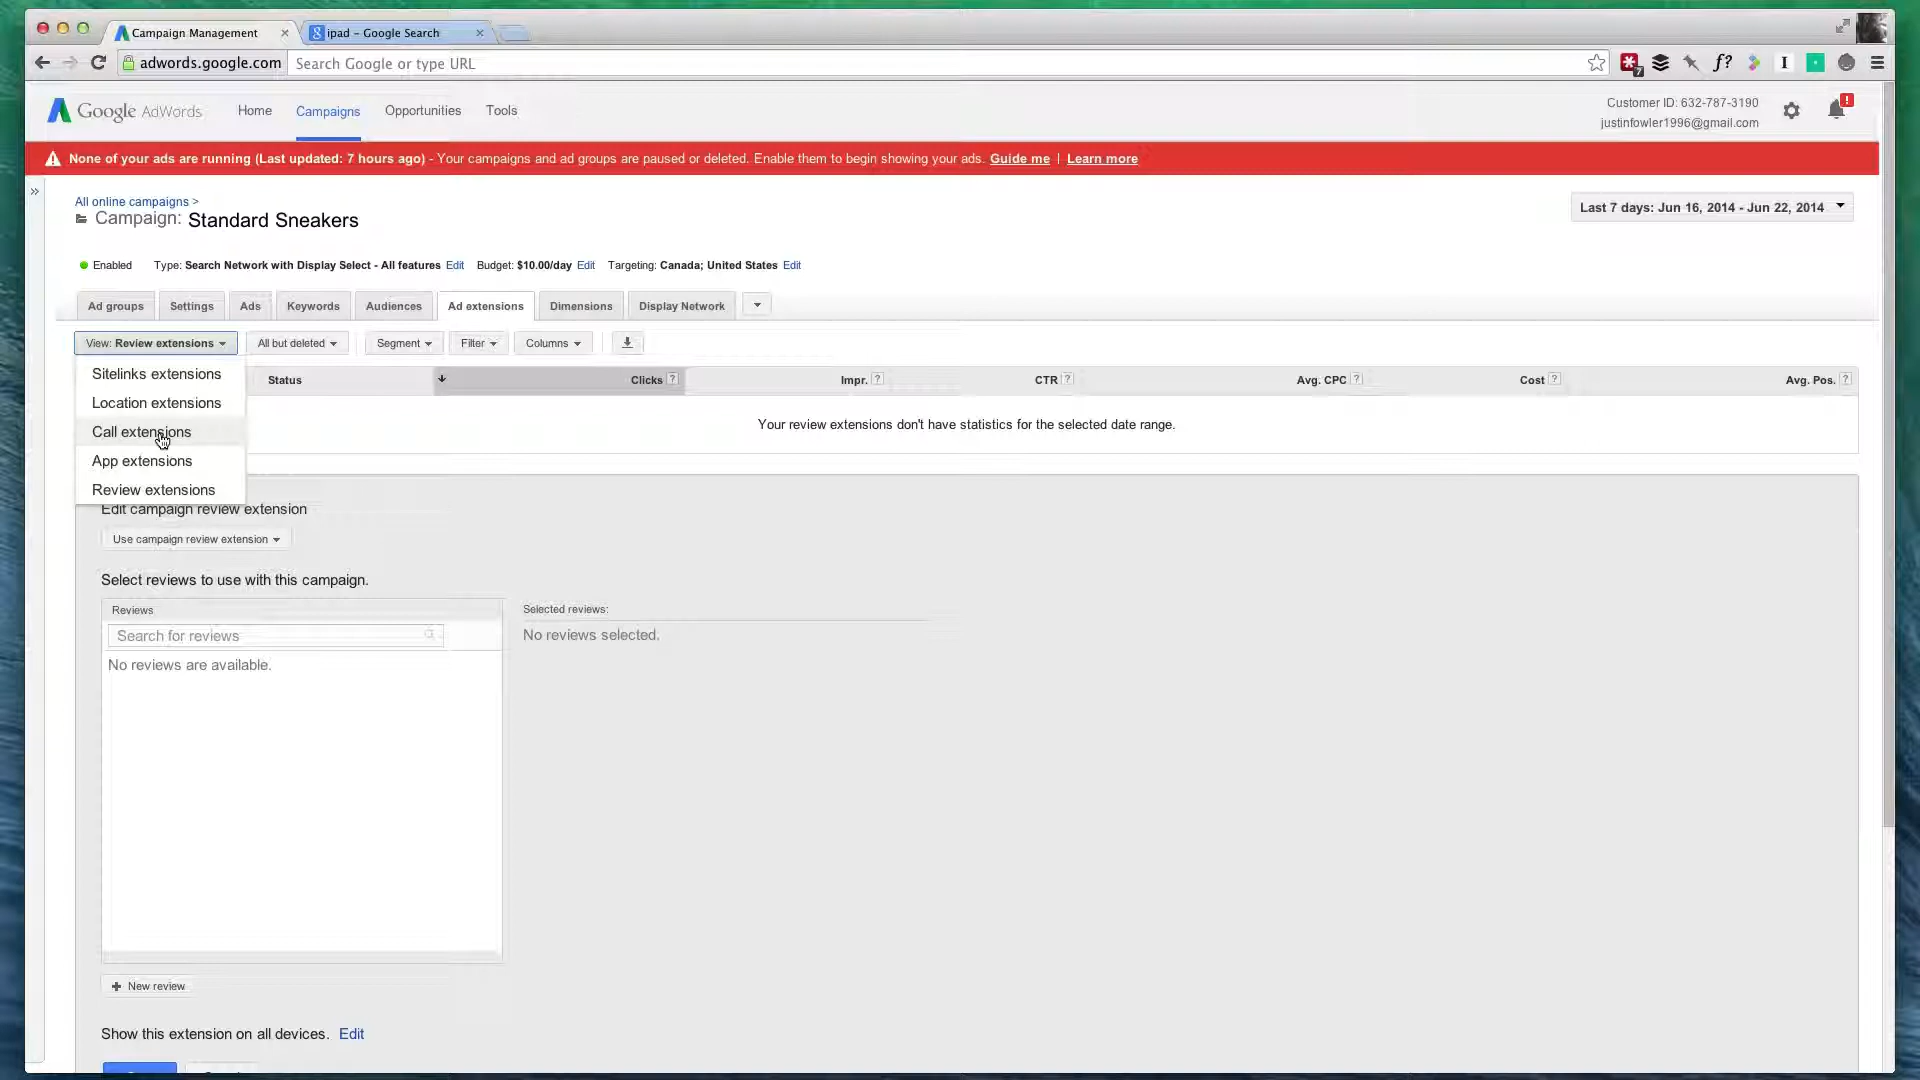 Campaign Management
ipad - Google Search
adwords.google.com
Search Google or type URL
7
f?
I
Google AdWords
Home
Campaigns
Opportunities
Tools
Customer ID: 632-787-3190
justinfowler1996@gmail.com
!
None of your ads are running (Last updated: 7 hours ago) - Your campaigns and ad groups are paused or deleted. Enable them to begin showing your ads. Guide me | Learn more
All online campaigns >
Campaign: Standard Sneakers
Last 7 days: Jun 16, 2014 - Jun 22, 2014
Enabled Type: Search Network with Display Select - All features Edit Budget: $10.00/day Edit Targeting: Canada; United States Edit
Ad groups
Settings
Ads
Keywords
Audiences
Ad extensions
Dimensions
Display Network
View: Review extensions
All but deleted
Segment
Filter
Columns
Sitelinks extensions
Location extensions
Call extensions
App extensions
Review extensions
Status
Clicks ?
Impr. ?
CTR ?
Avg. CPC ?
Cost ?
Avg. Pos. ?
Your review extensions don't have statistics for the selected date range.
Edit campaign review extension
Use campaign review extension
Select reviews to use with this campaign.
Reviews
Search for reviews
No reviews are available.
Selected reviews:
No reviews selected.
+ New review
Show this extension on all devices. Edit